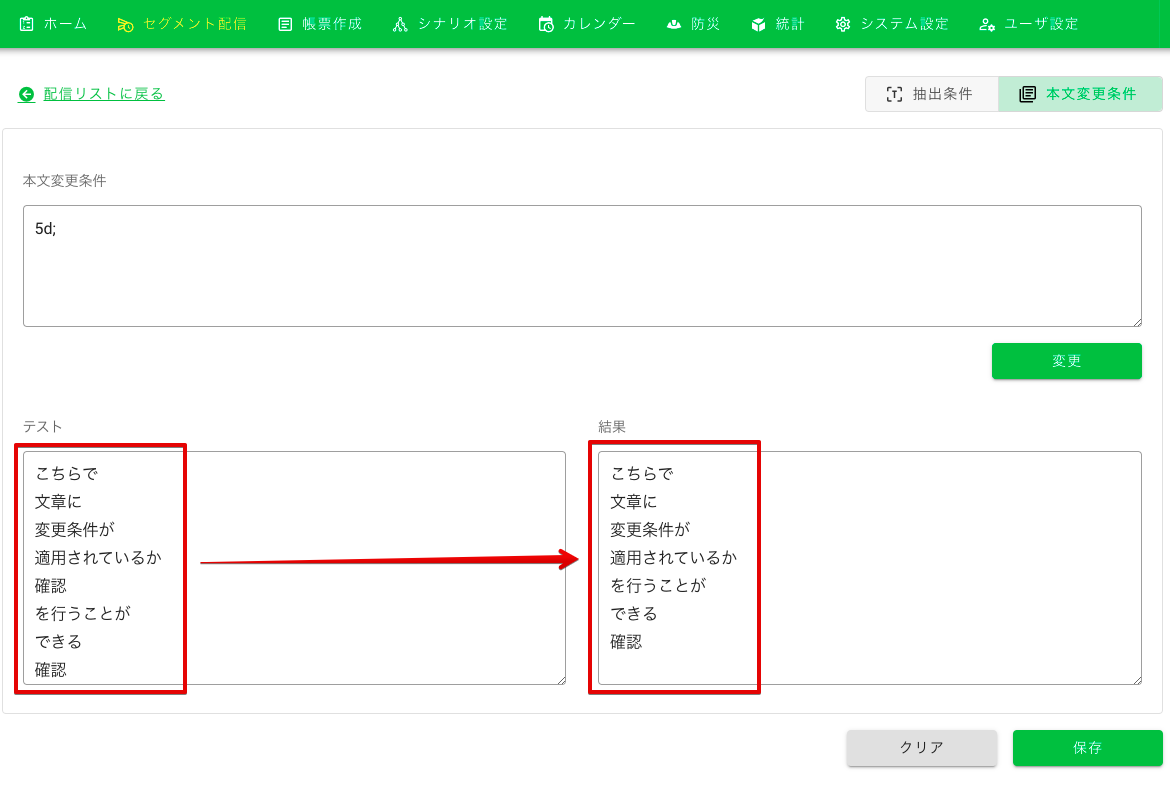 ホーム セグメント配信 帳票作成 シナリオ設定 カレンダー 防災 統計 システム設定 ユーザ設定
配信リストに戻る
抽出条件 本文変更条件
本文変更条件
5d;
変更
テスト
こちらで
文章に
変更条件が
適用されているか
確認
を行うことが
できる
確認
結果
こちらで
文章に
変更条件が
適用されているか
を行うことが
できる
確認
クリア 保存